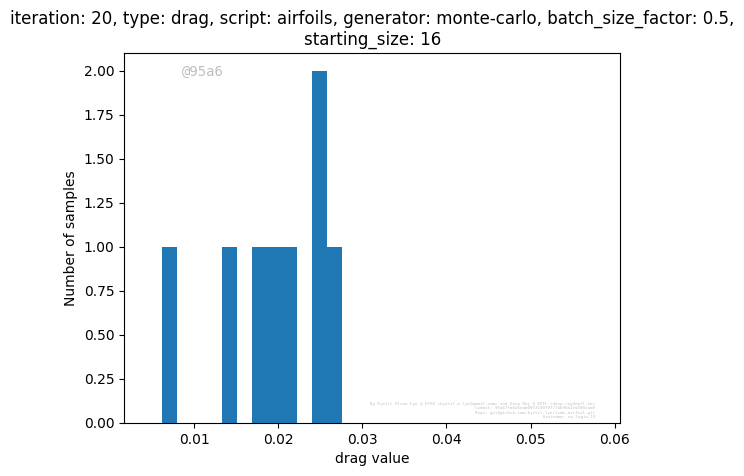 iteration: 20, type: drag, script: airfoils, generator: monte-carlo, batch_size_factor: 0.5,
starting_size: 16
@95a6
2.00
1.75
1.50
1.25
1.00
0.75
0.50
0.25
0.00
Number of samples
0.01 0.02 0.03 0.04 0.05 0.06
drag value